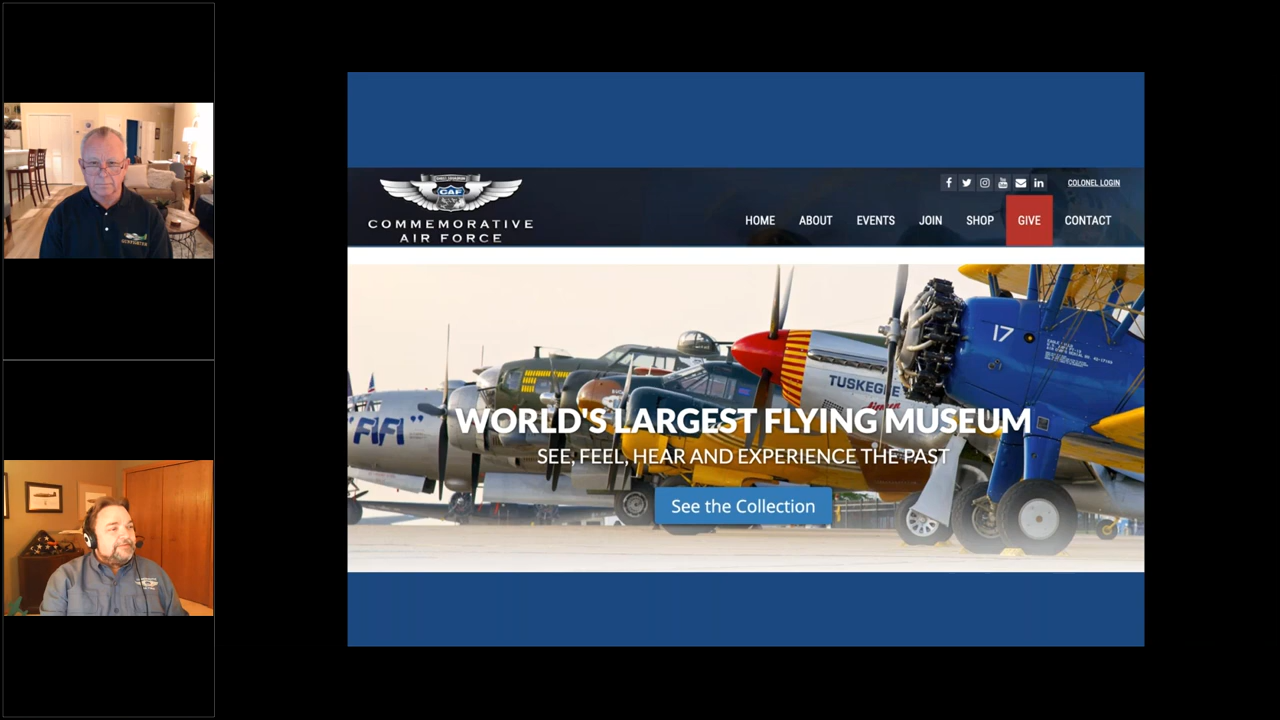 CAF
COMMEMORATIVE
AIR FORCE
COLONEL LOGIN
HOME
ABOUT
EVENTS
JOIN
SHOP
GIVE
CONTACT
17
TUSKEGEE
"FIFI"
WORLD'S LARGEST FLYING MUSEUM
SEE, FEEL, HEAR AND EXPERIENCE THE PAST
See the Collection